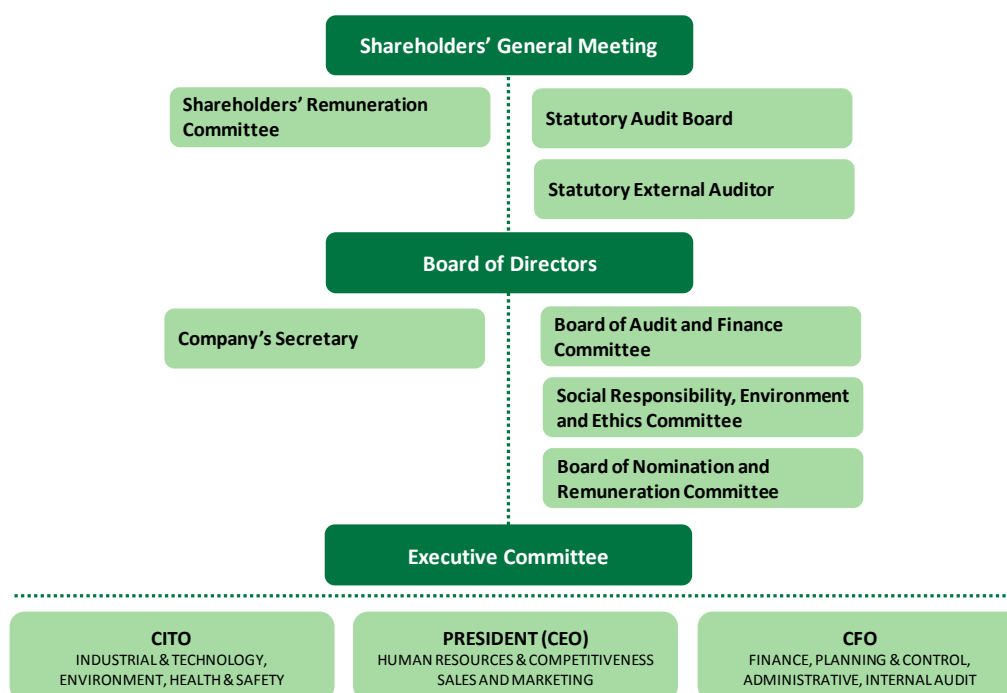 Shareholders’ General Meeting
Shareholders’ Remuneration
Committee
Statutory Audit Board
Statutory External Auditor
Board of Directors
Company’s Secretary
Board of Audit and Finance
Committee
Social Responsibility, Environment
and Ethics Committee
Board of Nomination and
Remuneration Committee
Executive Committee
CITO
INDUSTRIAL & TECHNOLOGY,
ENVIRONMENT, HEALTH & SAFETY
PRESIDENT (CEO)
HUMAN RESOURCES & COMPETITIVENESS
SALES AND MARKETING
CFO
FINANCE, PLANNING & CONTROL,
ADMINISTRATIVE, INTERNAL AUDIT